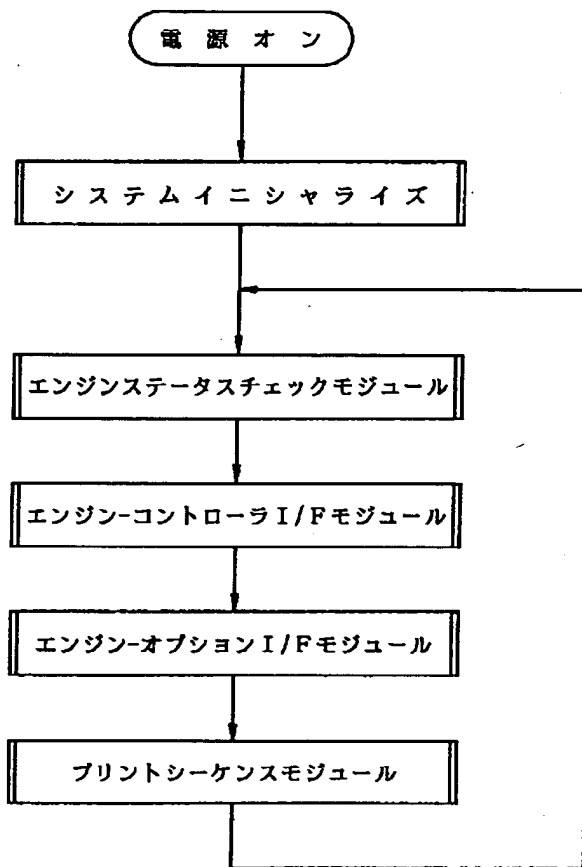 電源オン
システムイニシャライズ
エンジンステータスチェックモジュール
エンジン-コントローラI/Fモジュール
エンジン-オプションI/Fモジュール
プリントシーケンスモジュール